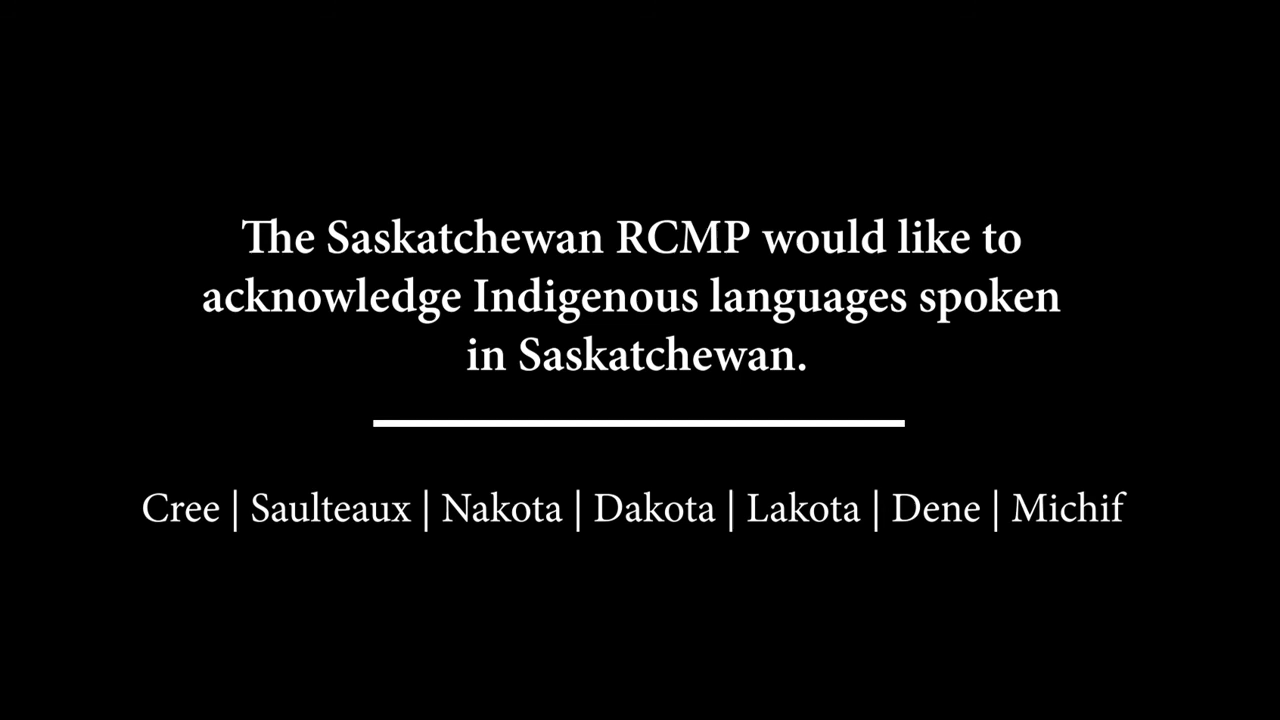 The Saskatchewan RCMP would like to
acknowledge Indigenous languages spoken
in Saskatchewan.
Cree | Saulteaux | Nakota | Dakota | Lakota | Dene | Michif